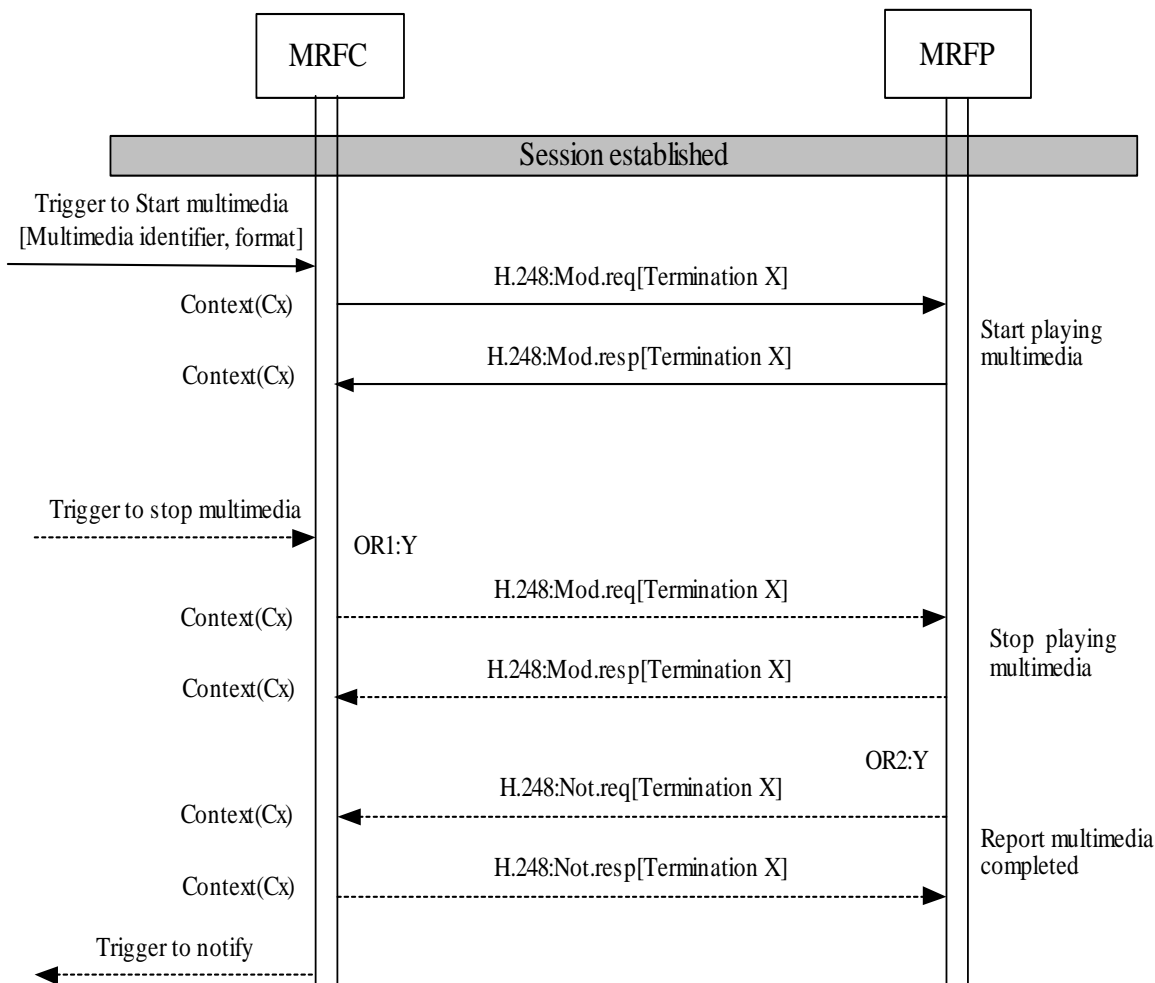 MRFC
MRFP
Session established
Trigger to Start multimedia
[Multimedia identifier, format]
H.248:Mod.req[Termination X]
Context(Cx)
Start playing
multimedia
H.248:Mod.resp[Termination X]
Context(Cx)
Trigger to stop multimedia
OR1:Y
H.248:Mod.req[Termination X]
Context(Cx)
Stop playing
multimedia
H.248:Mod.resp[Termination X]
Context(Cx)
OR2:Y
H.248:Not.req[Termination X]
Context(Cx)
Report multimedia
completed
H.248:Not.resp[Termination X]
Context(Cx)
Trigger to notify